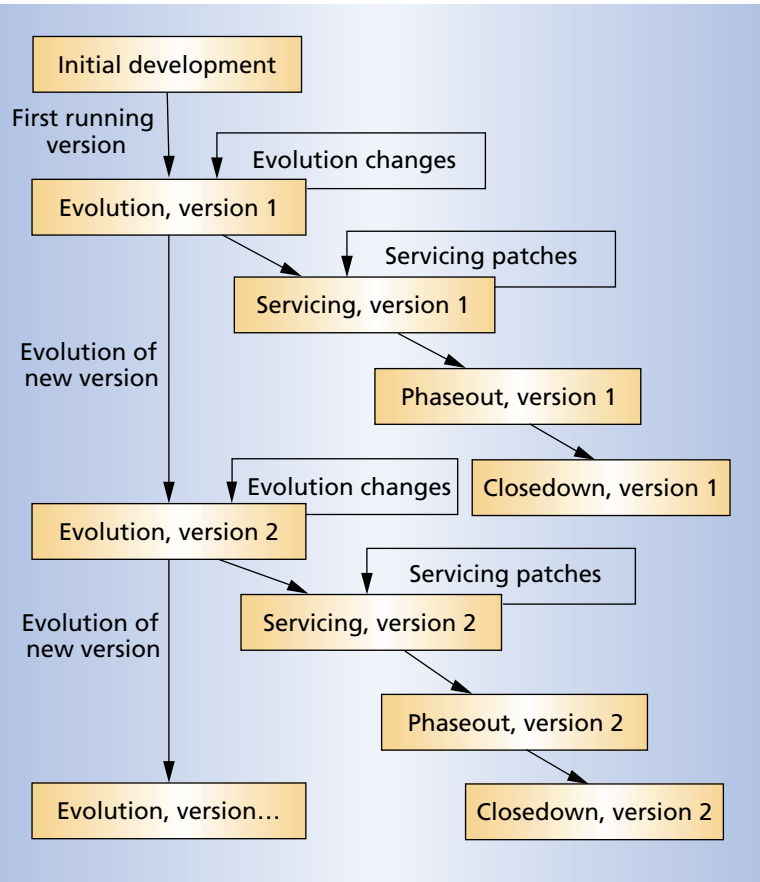 Initial development
First running
version
Evolution changes
Evolution, version 1
Servicing patches
Servicing, version 1
Evolution of
new version
Phaseout, version 1
Closedown, version 1
Evolution changes
Evolution, version 2
Servicing patches
Servicing, version 2
Evolution of
new version
Phaseout, version 2
Evolution, version…
Closedown, version 2